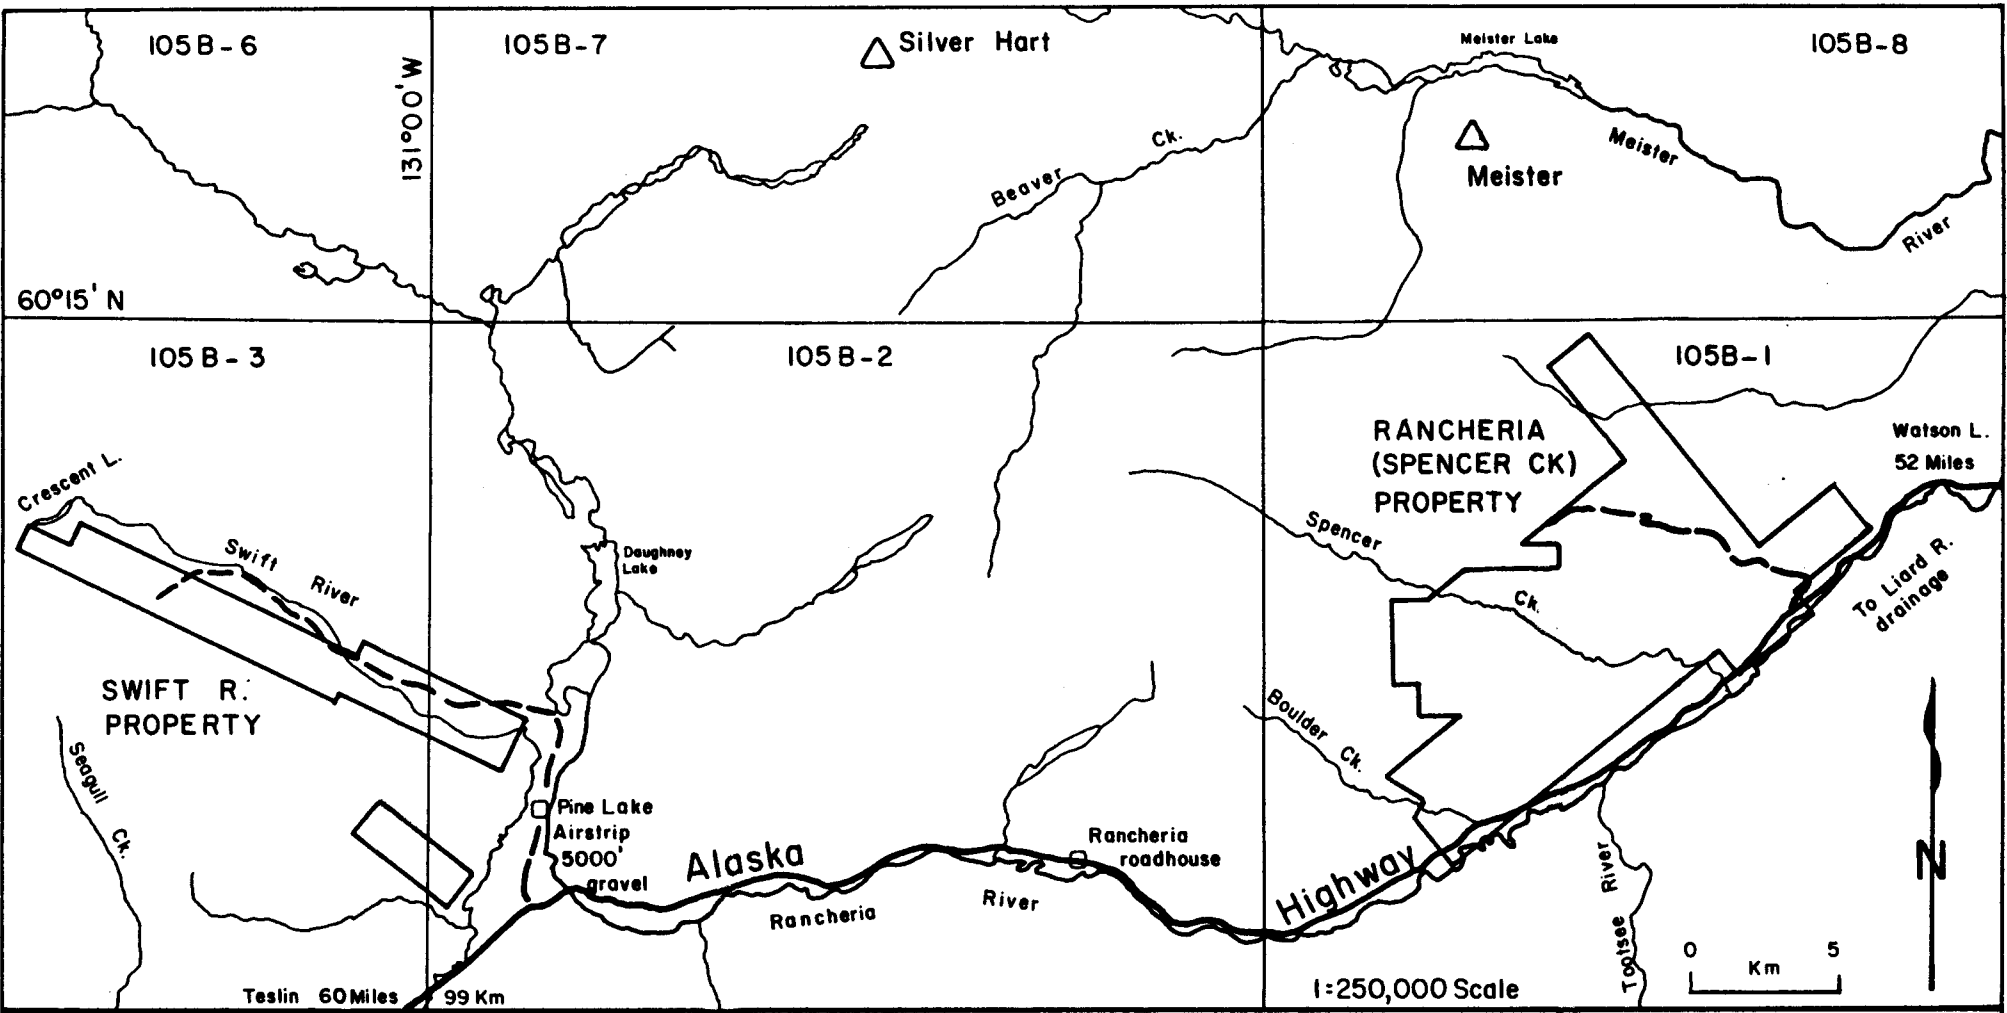 105B-6
105B-7
Silver Hart
Meister Lake
105B-8
131°00'W
Beaver Ck.
Meister
Meister River
60°15'N
105B-3
105B-2
105B-1
RANCHERIA
(SPENCER CK)
PROPERTY
Watson L.
52 Miles
Crescent L.
Swift River
Daughney
Lake
Spencer Ck.
To Liard R.
drainage
SWIFT R.
PROPERTY
Seagull Ck.
Boulder Ck.
Pine Lake
Airstrip
5000'
gravel
Alaska Highway
Rancheria
roadhouse
Rancheria River
Tootsee River
N
0 5
Km
Teslin 60 Miles 99 Km
1:250,000 Scale